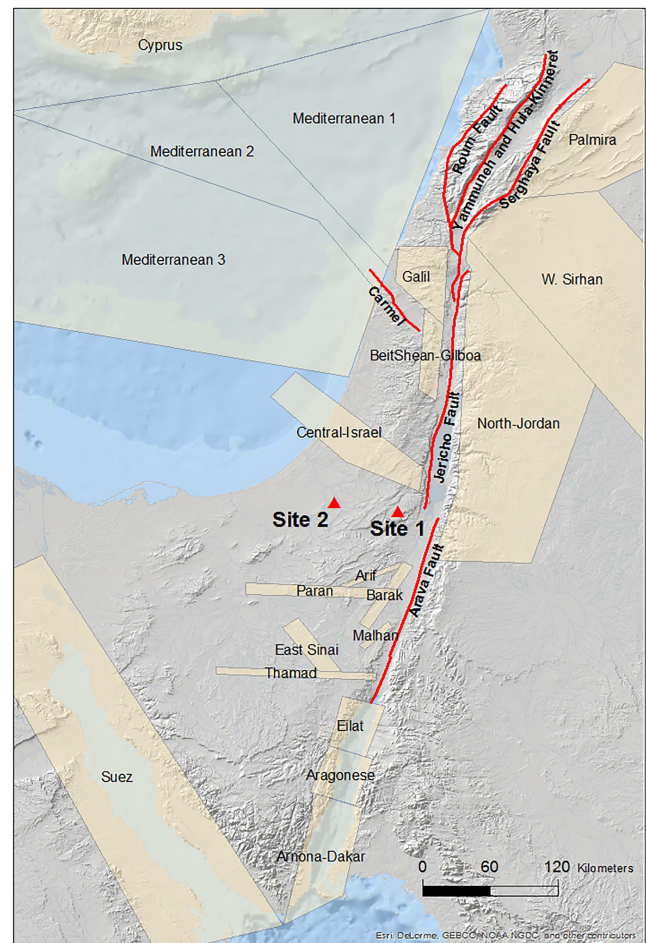 Cyprus
Mediterranean 1
Mediterranean 2
Mediterranean 3
Roum Fault
Yammuneh and Hula-Kinneret
Serghaya Fault
Palmira
Galil
W. Sirhan
Carmel
BeitShean-Gilboa
Central-Israel
Jericho Fault
North-Jordan
Site 2
Site 1
Arif
Paran
Barak
Arava Fault
Malhan
East Sinai
Thamad
Eilat
Suez
Aragonese
Arnona-Dakar
0 60 120 Kilometers
Esri, DeLorme, GEBCO, NOAA NGDC, and other contributors